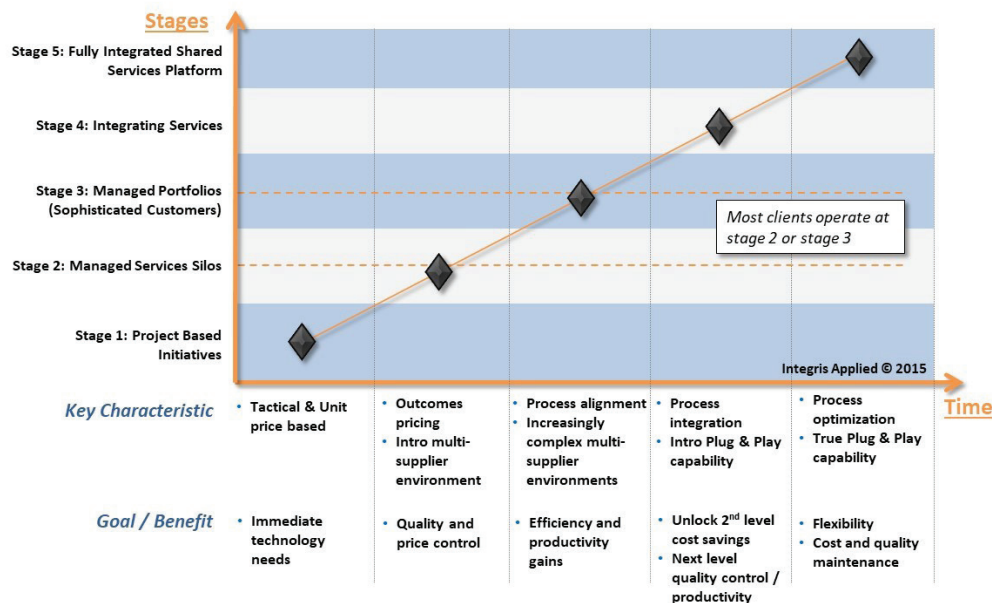 Stages
Stage 5: Fully Integrated Shared
Services Platform
Stage 4: Integrating Services
Stage 3: Managed Portfolios
(Sophisticated Customers)
Most clients operate at
stage 2 or stage 3
Stage 2: Managed Services Silos
Stage 1: Project Based
Initiatives
Integris Applied © 2015
Time
Key Characteristic
• Tactical & Unit
price based
• Outcomes
pricing
• Intro multi-
supplier
environment
• Process alignment
• Increasingly
complex multi-
supplier
environments
• Process
integration
• Intro Plug & Play
capability
• Process
optimization
• True Plug & Play
capability
Goal / Benefit
• Immediate
technology
needs
• Quality and
price control
• Efficiency and
productivity
gains
• Unlock 2nd level
cost savings
• Next level
quality control /
productivity
• Flexibility
• Cost and quality
maintenance